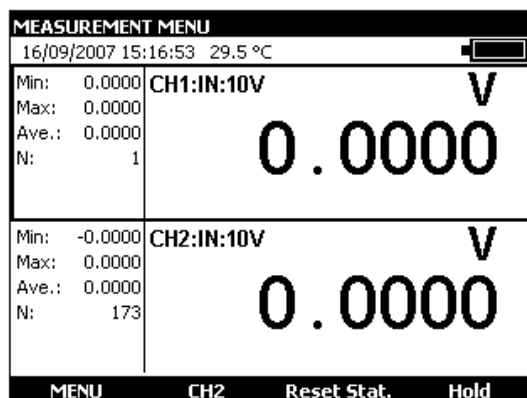 MEASUREMENT MENU
16/09/2007 15:16:53 29.5 °C
Min: 0.0000
Max: 0.0000
Ave.: 0.0000
N: 1
CH1:IN:10V V
0.0000
Min: -0.0000
Max: 0.0000
Ave.: 0.0000
N: 173
CH2:IN:10V V
0.0000
MENU CH2 Reset Stat. Hold